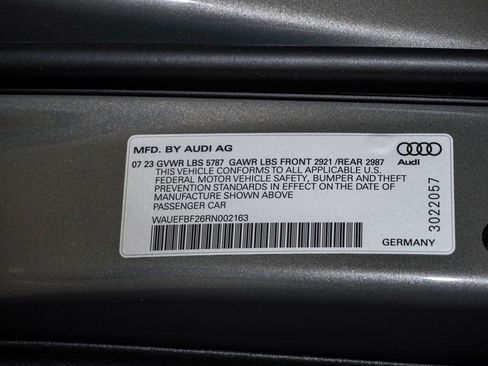 MFD. BY AUDI AG
07 23 GVWR LBS 5787 GAWR LBS FRONT 2921 /REAR 2987
THIS VEHICLE CONFORMS TO ALL APPLICABLE U.S.
FEDERAL MOTOR VEHICLE SAFETY, BUMPER AND THEFT
PREVENTION STANDARDS IN EFFECT ON THE DATE OF
MANUFACTURE SHOWN ABOVE
PASSENGER CAR
WAUEFBF26RN002163
Audi
GERMANY
3022057